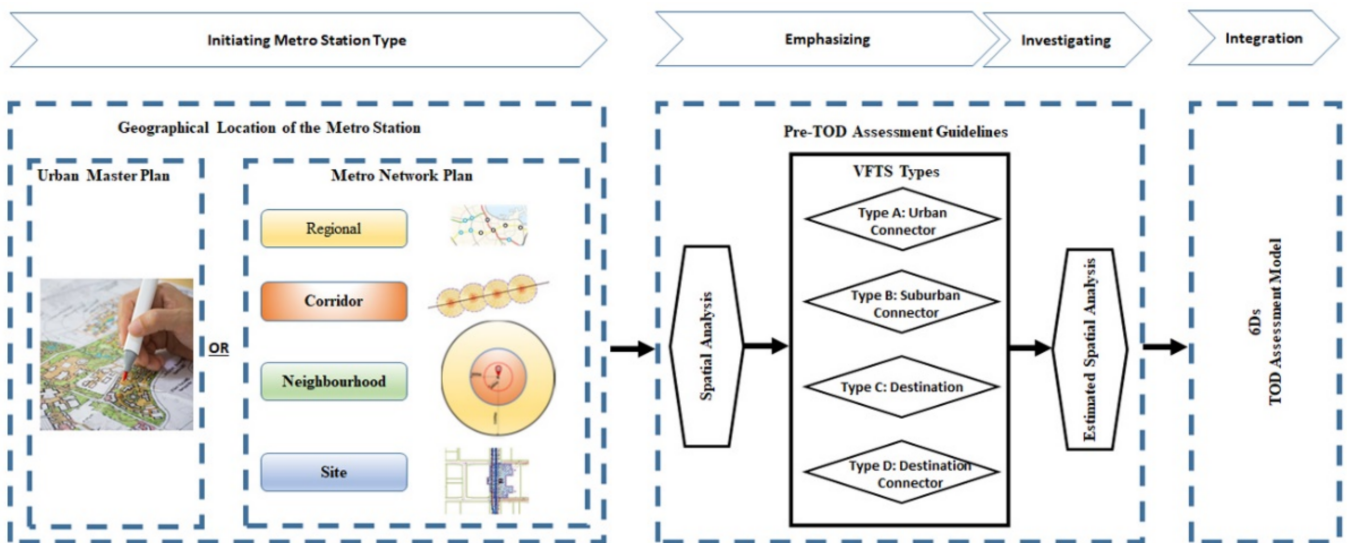 Initiating Metro Station Type
Emphasizing
Investigating
Integration
Geographical Location of the Metro Station
Urban Master Plan
OR
Metro Network Plan
Regional
Corridor
Neighbourhood
Site
Pre-TOD Assessment Guidelines
Spatial Analysis
VFTS Types
Type A: Urban
Connector
Type B: Suburban
Connector
Type C: Destination
Type D: Destination
Connector
Estimated Spatial Analysis
6Ds
TOD Assessment Model